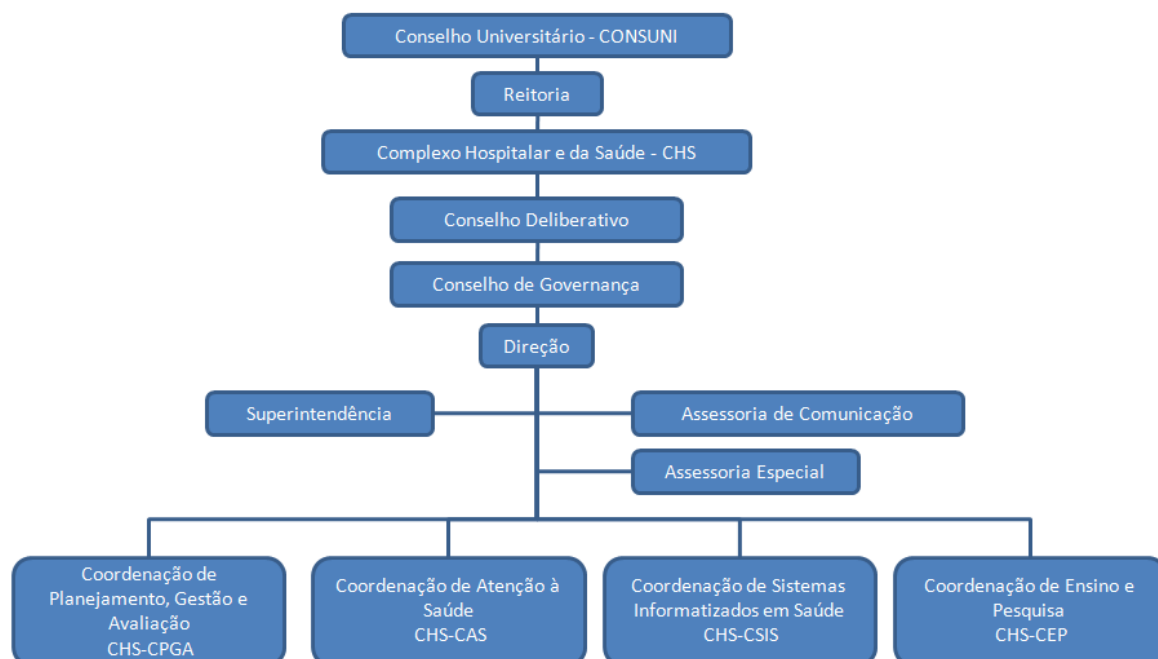 Conselho Universitário - CONSUNI
Reitoria
Complexo Hospitalar e da Saúde - CHS
Conselho Deliberativo
Conselho de Governança
Direção
Superintendência
Assessoria de Comunicação
Assessoria Especial
Coordenação de
Planejamento, Gestão e
Avaliação
CHS-CPGA
Coordenação de Atenção à
Saúde
CHS-CAS
Coordenação de Sistemas
Informatizados em Saúde
CHS-CSIS
Coordenação de Ensino e
Pesquisa
CHS-CEP